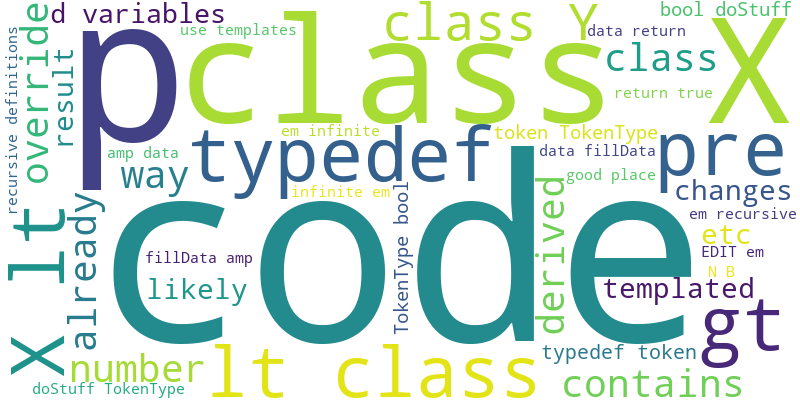 d variables
class Y
bool doStuff
use templates
data return
p
class X
class
override
result
recursive definitions
return true
em infinite
token TokenType
typedef
amp data
data fillData
pre
way
good place
infinite em
changes
derived
em recursive
TokenType bool
code
already
X lt
etc
fillData amp
EDIT em
N B
likely
templated
gt
typedef token
number
lt class
contains
doStuff TokenType